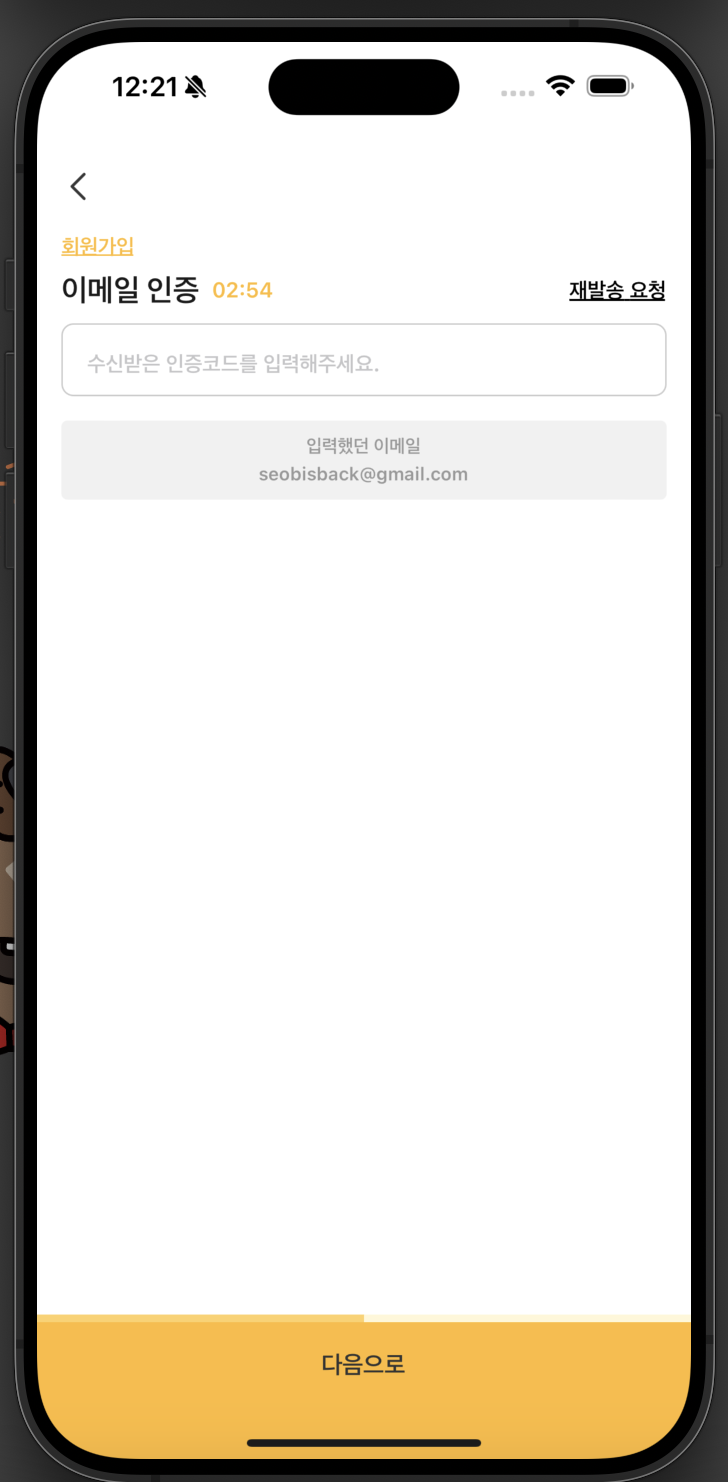 12:21
회원가입
이메일 인증 02:54 재발송 요청
수신받은 인증코드를 입력해주세요.
입력했던 이메일
seobisback@gmail.com
다음으로